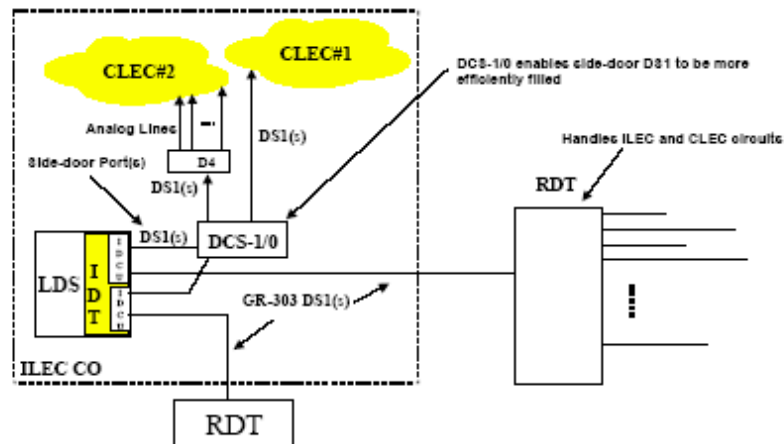 CLEC#1
CLEC#2
DCS-1/0 enables side-door DS1 to be more
efficiently filled
Analog Lines
DS1(s)
Handles ILEC and CLEC circuits
Side-door Port(s)
D4
RDT
DS1(s)
DS1(s)
DCS-1/0
LDS
IDT
IDCU
IDCU
GR-303 DS1(s)
ILEC CO
RDT